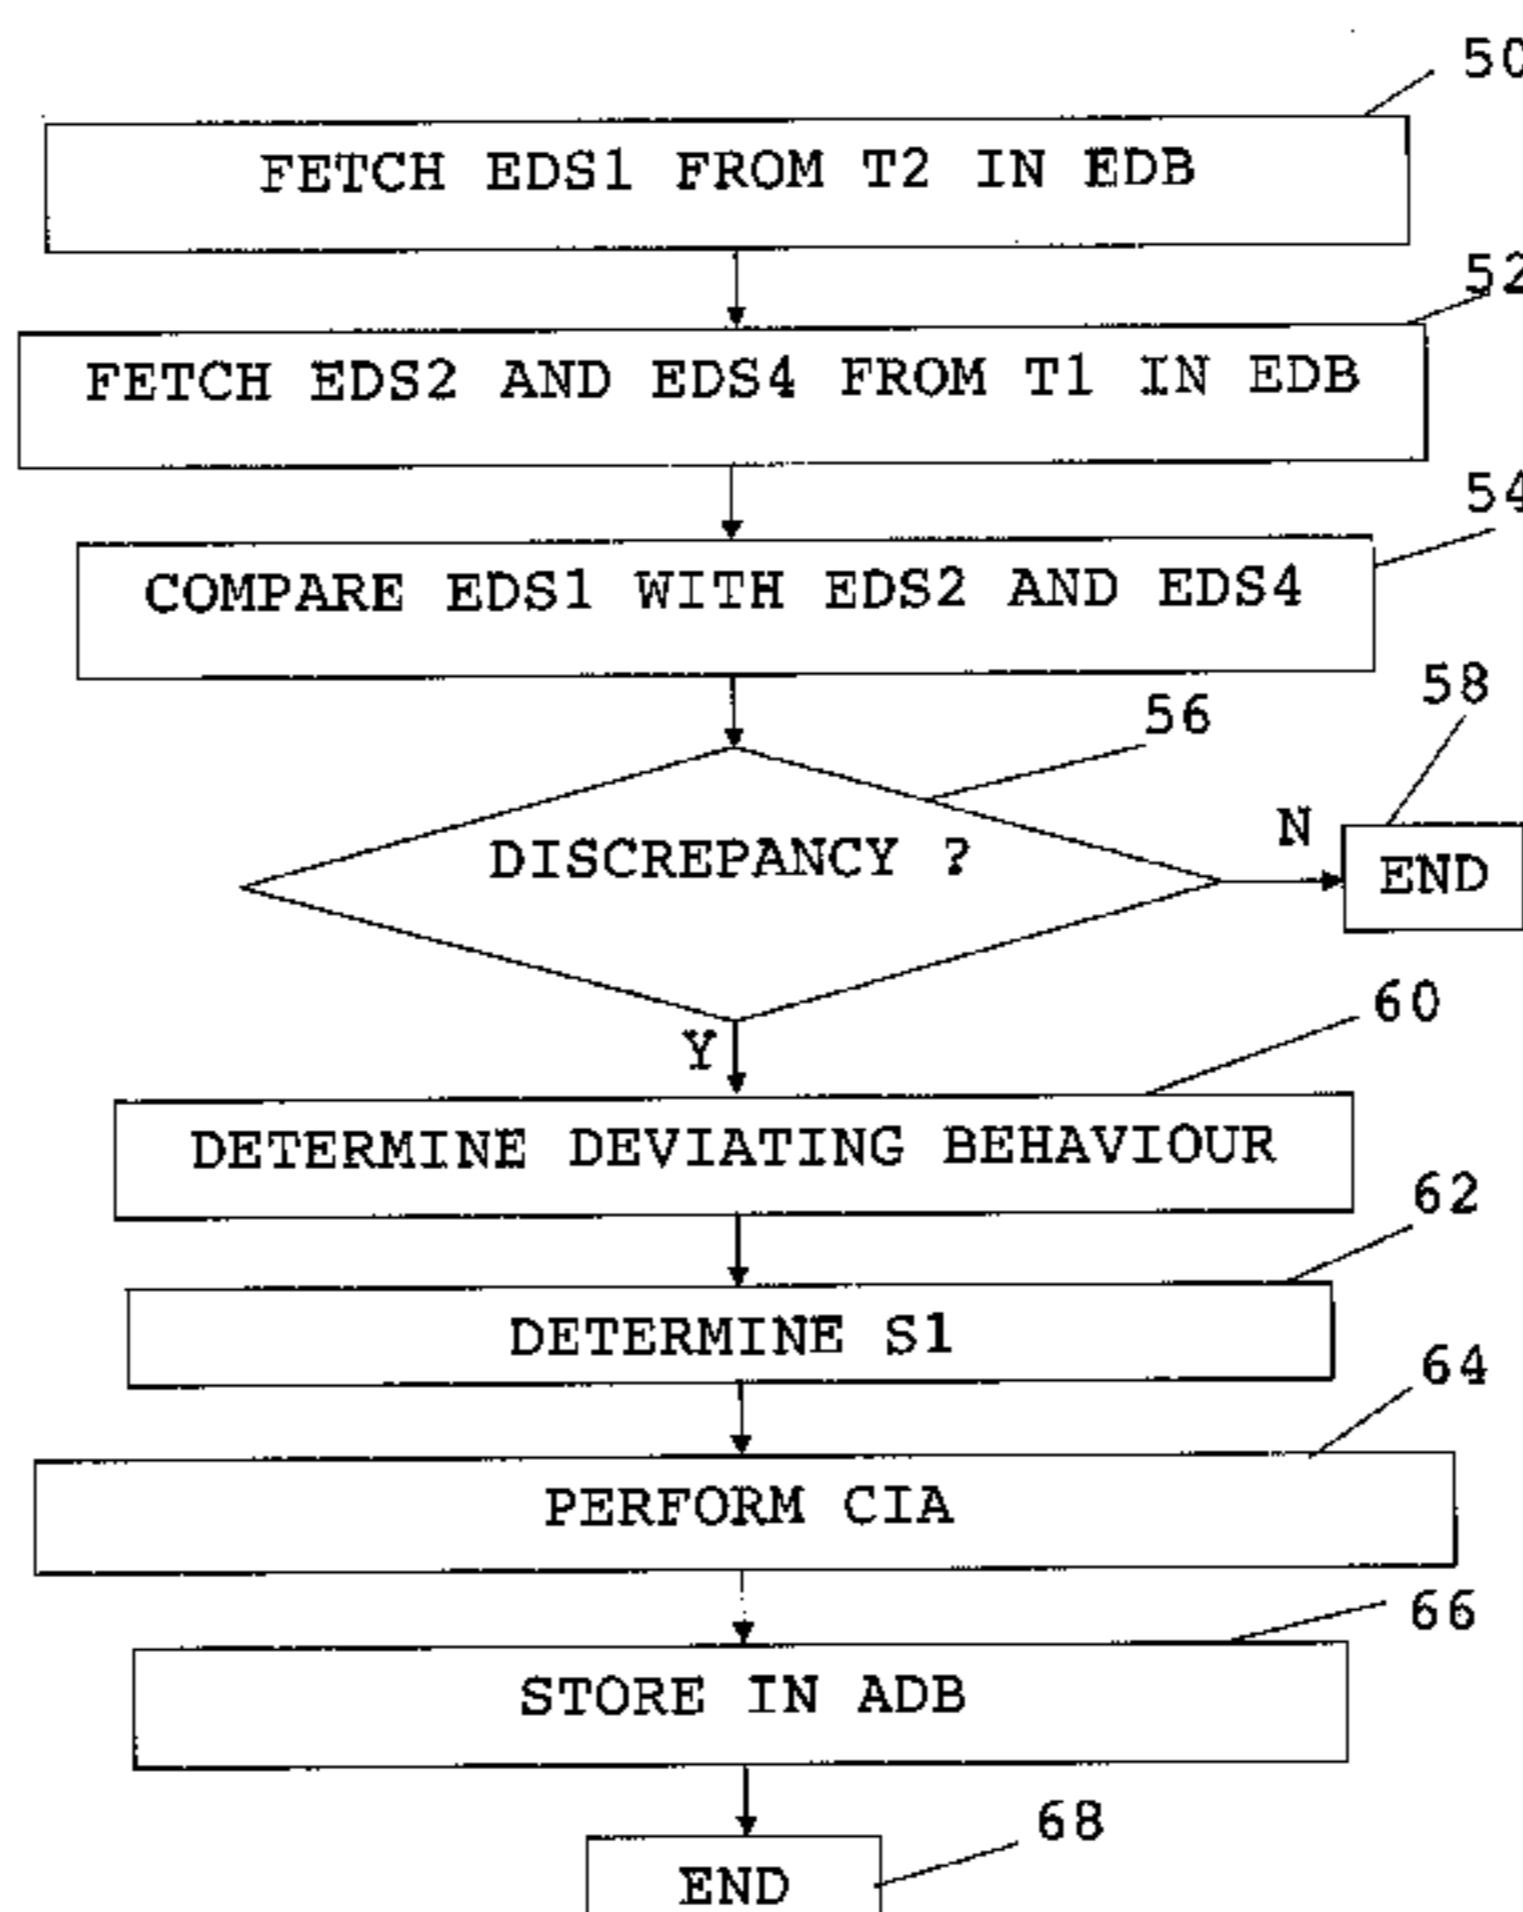 50
FETCH EDS1 FROM T2 IN EDB
52
FETCH EDS2 AND EDS4 FROM T1 IN EDB
54
COMPARE EDS1 WITH EDS2 AND EDS4
56
58
DISCREPANCY ?
N
END
Y
60
DETERMINE DEVIATING BEHAVIOUR
62
DETERMINE S1
64
PERFORM CIA
66
STORE IN ADB
68
END